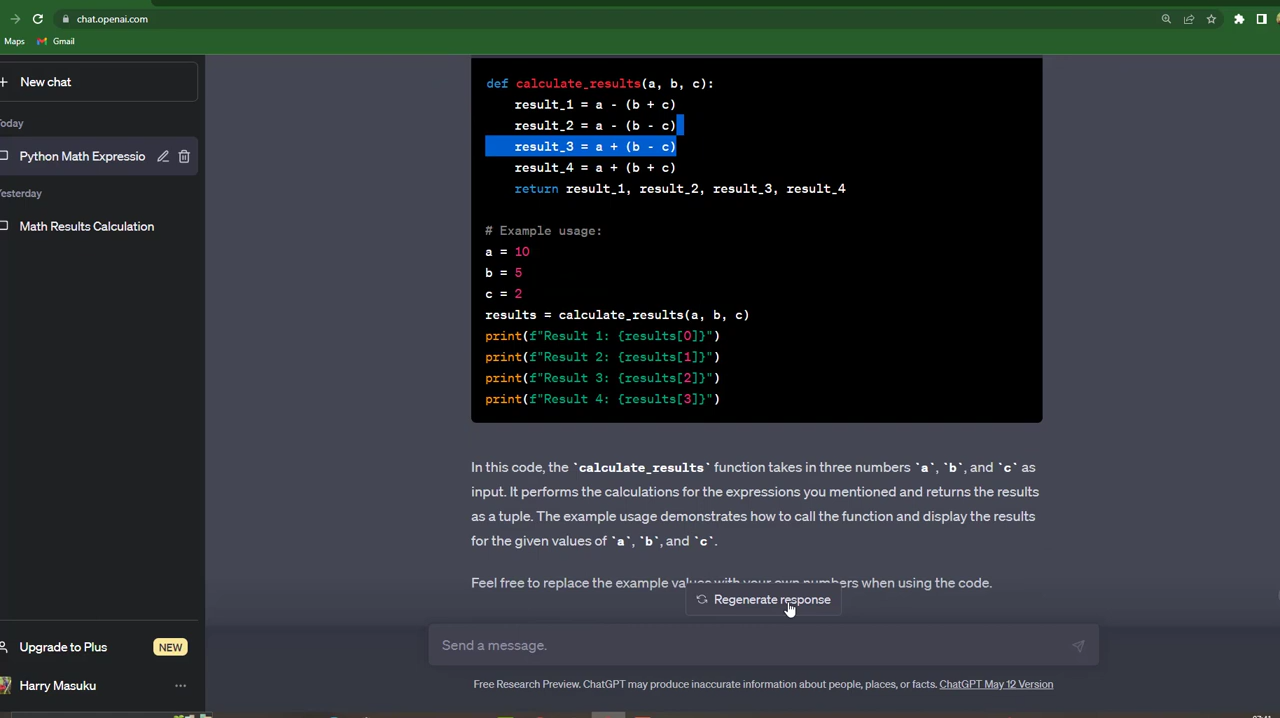 chat.openai.com
Maps Gmail
New chat
Today
Python Math Expressio
Yesterday
Math Results Calculation
def calculate_results(a, b, c):
result_1 = a - (b + c)
result_2 = a - (b - c)
result_3 = a + (b - c)
result_4 = a + (b + c)
return result_1, result_2, result_3, result_4
# Example usage:
a = 10
b = 5
c = 2
results = calculate_results(a, b, c)
print(f"Result 1: {results[0]}")
print(f"Result 2: {results[1]}")
print(f"Result 3: {results[2]}")
print(f"Result 4: {results[3]}")
In this code, the `calculate_results` function takes in three numbers `a`, `b`, and `c` as
input. It performs the calculations for the expressions you mentioned and returns the results
as a tuple. The example usage demonstrates how to call the function and display the results
for the given values of `a`, `b`, and `c`.
Feel free to replace the example values with your own numbers when using the code.
Regenerate response
Send a message.
Free Research Preview. ChatGPT may produce inaccurate information about people, places, or facts. ChatGPT May 12 Version
Upgrade to Plus NEW
Harry Masuku